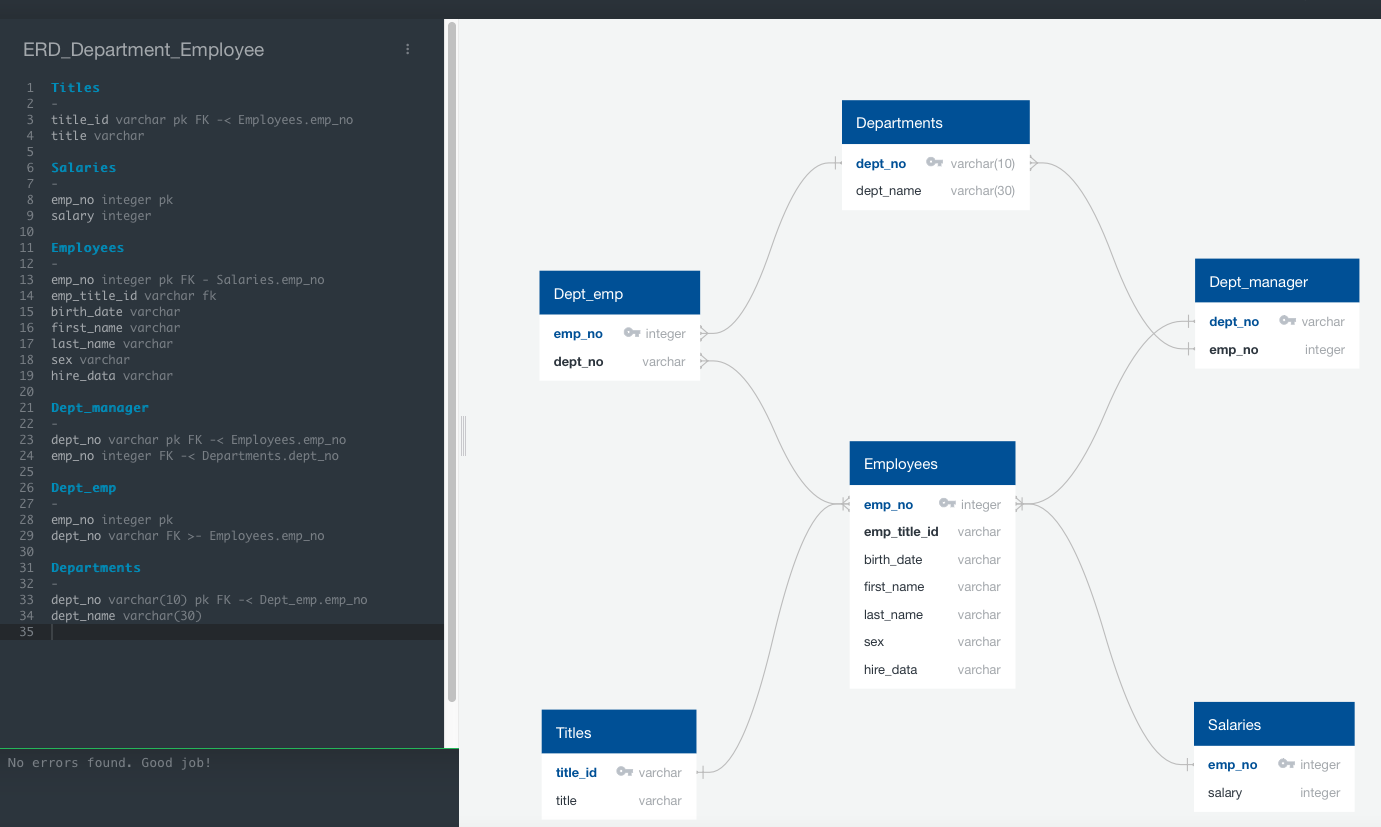 ERD_Department_Employee
1 Titles
2 -
3 title_id varchar pk FK -< Employees.emp_no
4 title varchar
5
6 Salaries
7 -
8 emp_no integer pk
9 salary integer
10
11 Employees
12 -
13 emp_no integer pk FK - Salaries.emp_no
14 emp_title_id varchar fk
15 birth_date varchar
16 first_name varchar
17 last_name varchar
18 sex varchar
19 hire_data varchar
20
21 Dept_manager
22 -
23 dept_no varchar pk FK -< Employees.emp_no
24 emp_no integer FK -< Departments.dept_no
25
26 Dept_emp
27 -
28 emp_no integer pk
29 dept_no varchar FK >- Employees.emp_no
30
31 Departments
32 -
33 dept_no varchar(10) pk FK -< Dept_emp.emp_no
34 dept_name varchar(30)
35
No errors found. Good job!
Departments
dept_no varchar(10)
dept_name varchar(30)
Dept_emp
emp_no integer
dept_no varchar
Dept_manager
dept_no varchar
emp_no integer
Employees
emp_no integer
emp_title_id varchar
birth_date varchar
first_name varchar
last_name varchar
sex varchar
hire_data varchar
Titles
title_id varchar
title varchar
Salaries
emp_no integer
salary integer